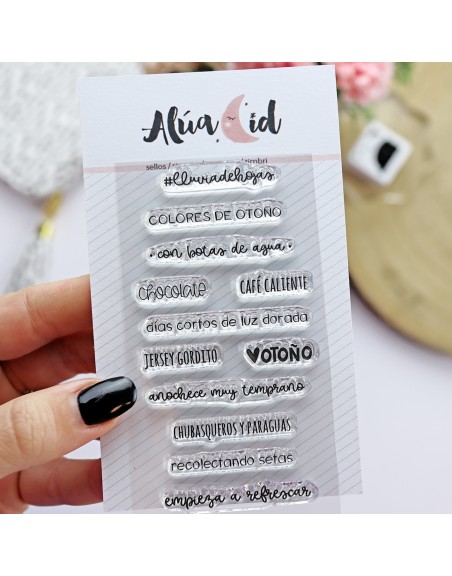 Alúa Cid
sellos /
#lluviadehojas
COLORES DE OTOÑO
•con botas de agua•
chocolate CAFÉ CALIENTE
días cortos de luz dorada
JERSEY GORDITO ♥OTOÑO
anochece muy temprano
CHUBASQUEROS Y PARAGUAS
recolectando setas
empieza a refrescar